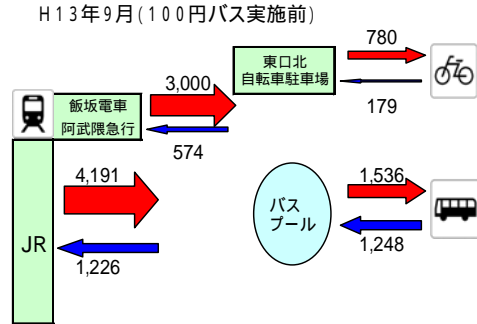 H13年9月(100円バス実施前)
780
東口北
自転車駐車場
3,000
179
飯坂電車
阿武隈急行
574
4,191
1,536
バス
プール
JR
1,248
1,226